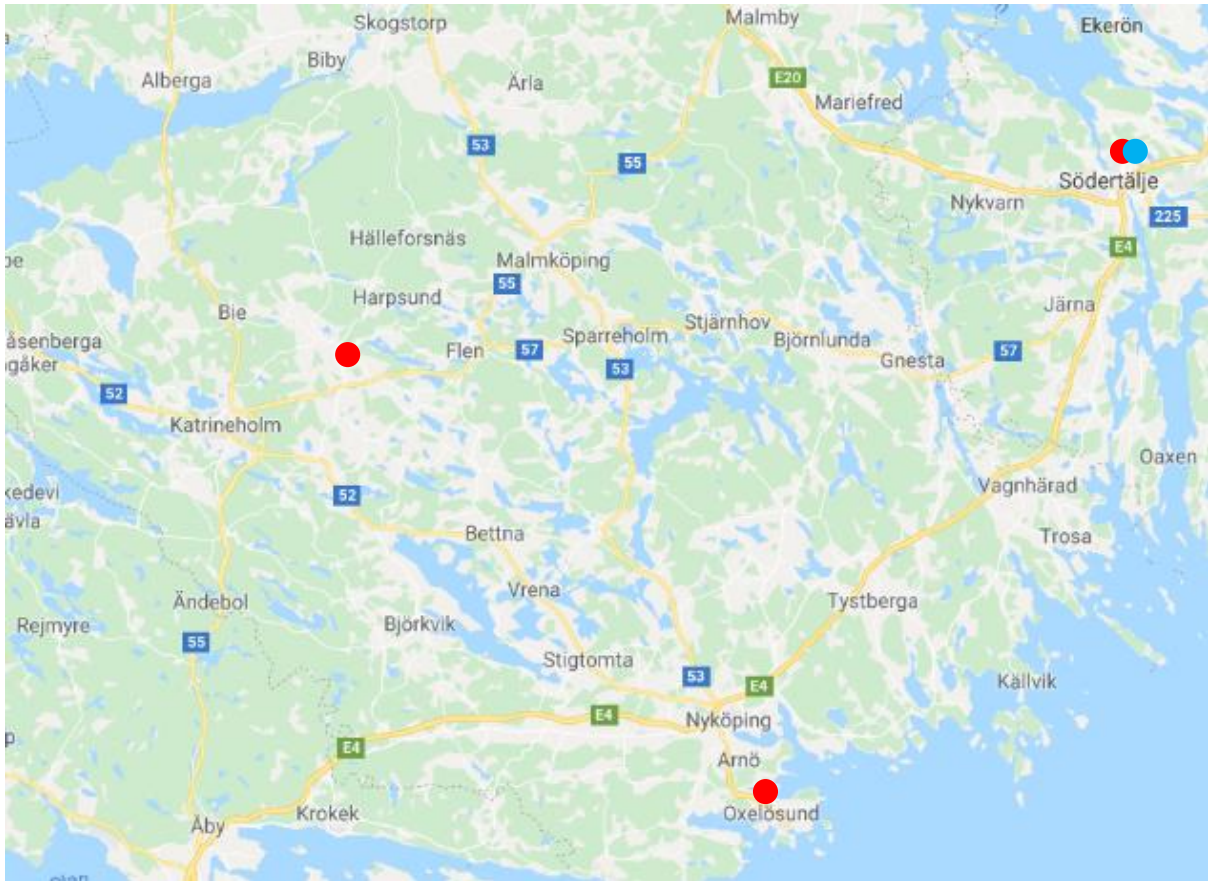 Skogstorp
Malmby
Ekerön
Biby
Alberga
Ärla
E20
Mariefred
53
55
Södertälje
Nykvarn
225
Hälleforsnäs
E4
Malmköping
55
Harpsund
Bie
Järna
Stjärnhov
Sparreholm
Björnlunda
Flen
57
57
Gnesta
53
52
Katrineholm
Oaxen
Vagnhärad
52
Bettna
Trosa
Vrena
Ändebol
Tystberga
Rejmyre
Björkvik
55
Stigtomta
53
Källvik
E4
E4
Nyköping
E4
Arnö
Krokek
Oxelösund
Åby